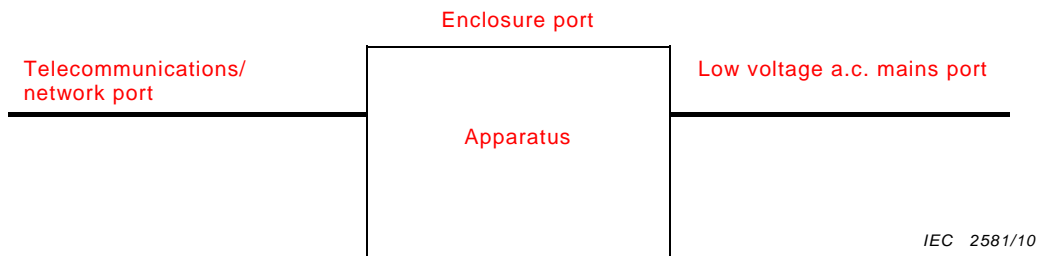 Enclosure port
Telecommunications/
network port
Low voltage a.c. mains port
Apparatus
IEC 2581/10